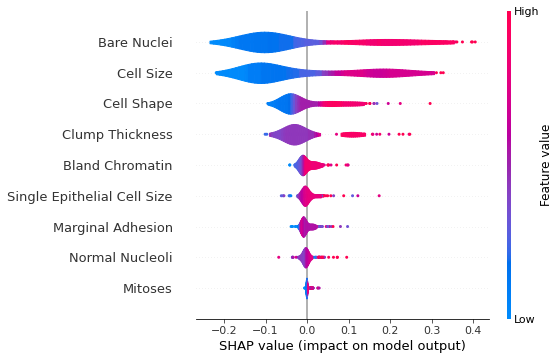 High
Bare Nuclei
Cell Size
Cell Shape
Clump Thickness
Bland Chromatin
Single Epithelial Cell Size
Marginal Adhesion
Normal Nucleoli
Mitoses
Feature value
Low
−0.2 −0.1 0.0 0.1 0.2 0.3 0.4
SHAP value (impact on model output)